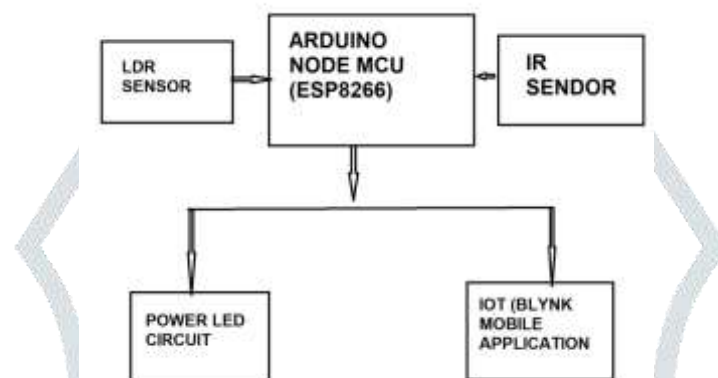 LDR
SENSOR
ARDUINO
NODE MCU
(ESP8266)
IR
SENDOR
POWER LED
CIRCUIT
IOT (BLYNK
MOBILE
APPLICATION